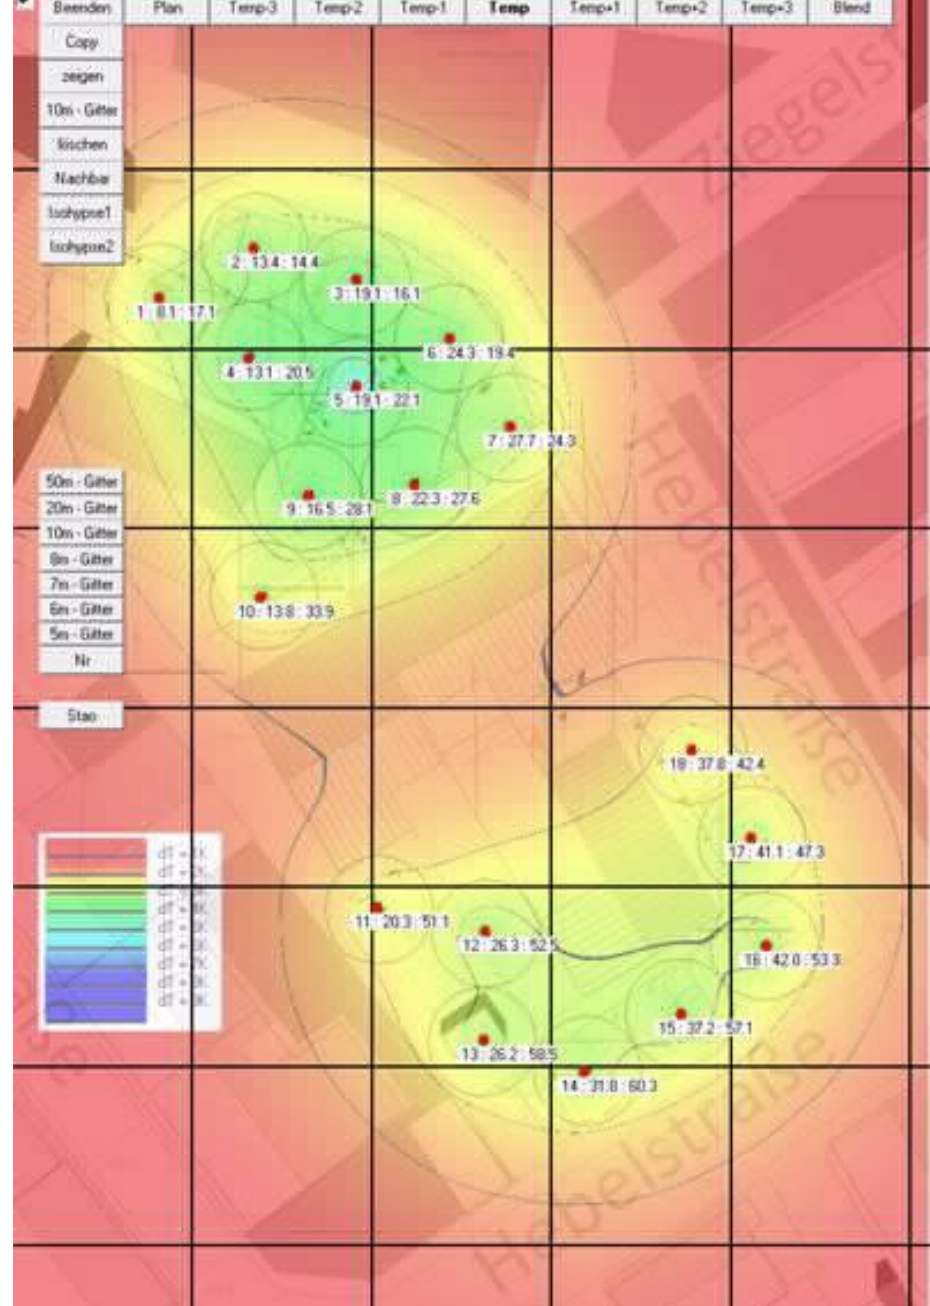 Beenden Plan Temp-3 Temp-2 Temp-1 Temp Temp+1 Temp+2 Temp+3 Blend
Copy
zeigen
10m - Gitter
löschen
Nachbar
Isohypse1
Isohypse2
Ziegelst
2 : 13.4 : 14.4
3 : 19.1 : 16.1
1 : 8.1 : 17.1
6 : 24.3 : 19.4
4 : 13.1 : 20.5
5 : 19.1 : 22.1
7 : 27.7 : 24.3
8 : 22.3 : 27.6
9 : 16.5 : 28.1
50m - Gitter
20m - Gitter
10m - Gitter
8m - Gitter
7m - Gitter
6m - Gitter
5m - Gitter
Nr
10 : 13.8 : 33.9
Hebelstraise
Stao
18 : 37.8 : 42.4
17 : 41.1 : 47.3
11 : 20.3 : 51.1
12 : 26.3 : 52.5
16 : 42.0 : 53.3
15 : 37.2 : 57.1
13 : 26.2 : 58.5
14 : 31.8 : 60.3
Hebelstraße